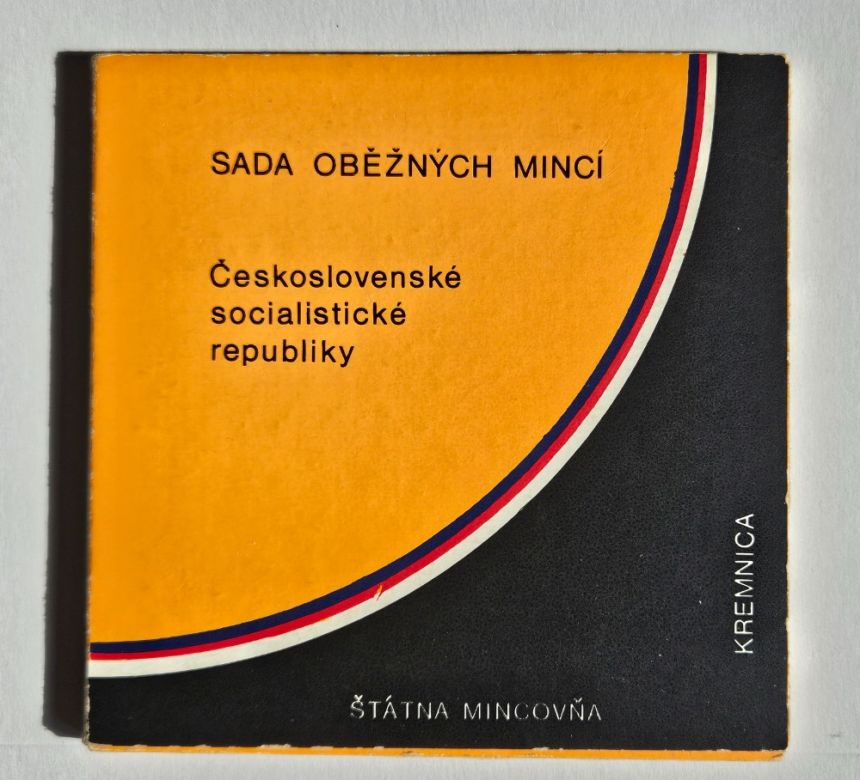 SADA OBĚŽNÝCH MINCÍ
Československé
socialistické
republiky
KREMNICA
ŠTÁTNA MINCOVŇA